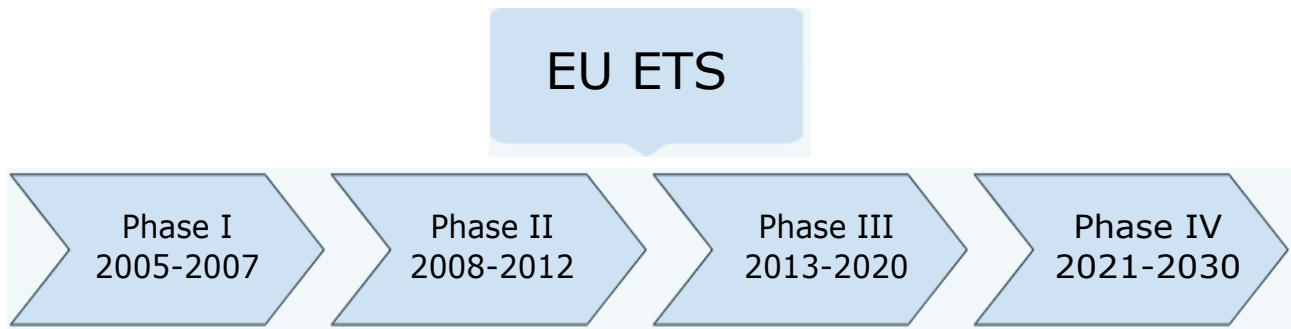 EU ETS
Phase I
2005-2007
Phase II
2008-2012
Phase III
2013-2020
Phase IV
2021-2030